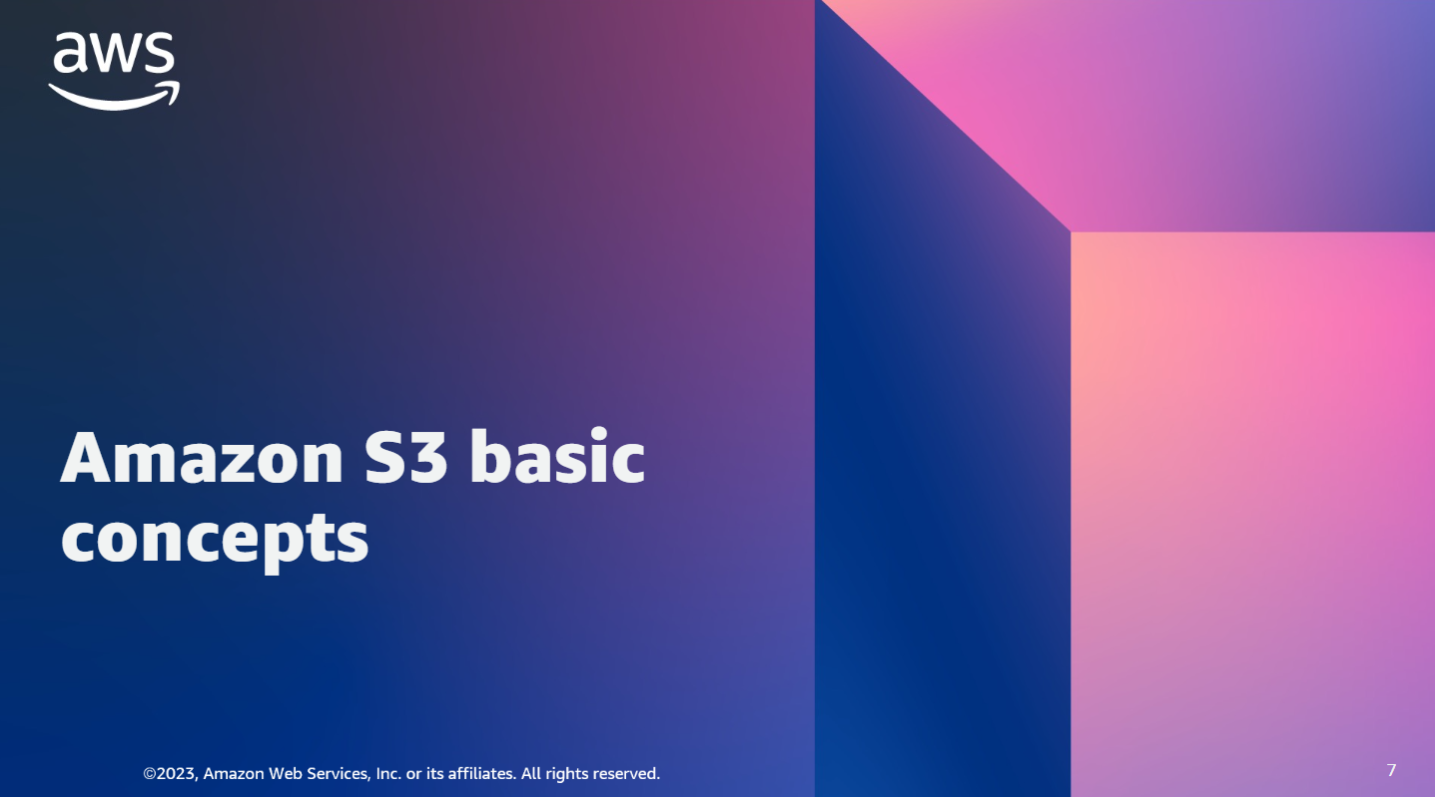 aws
Amazon S3 basic
concepts
©2023, Amazon Web Services, Inc. or its affiliates. All rights reserved.
7